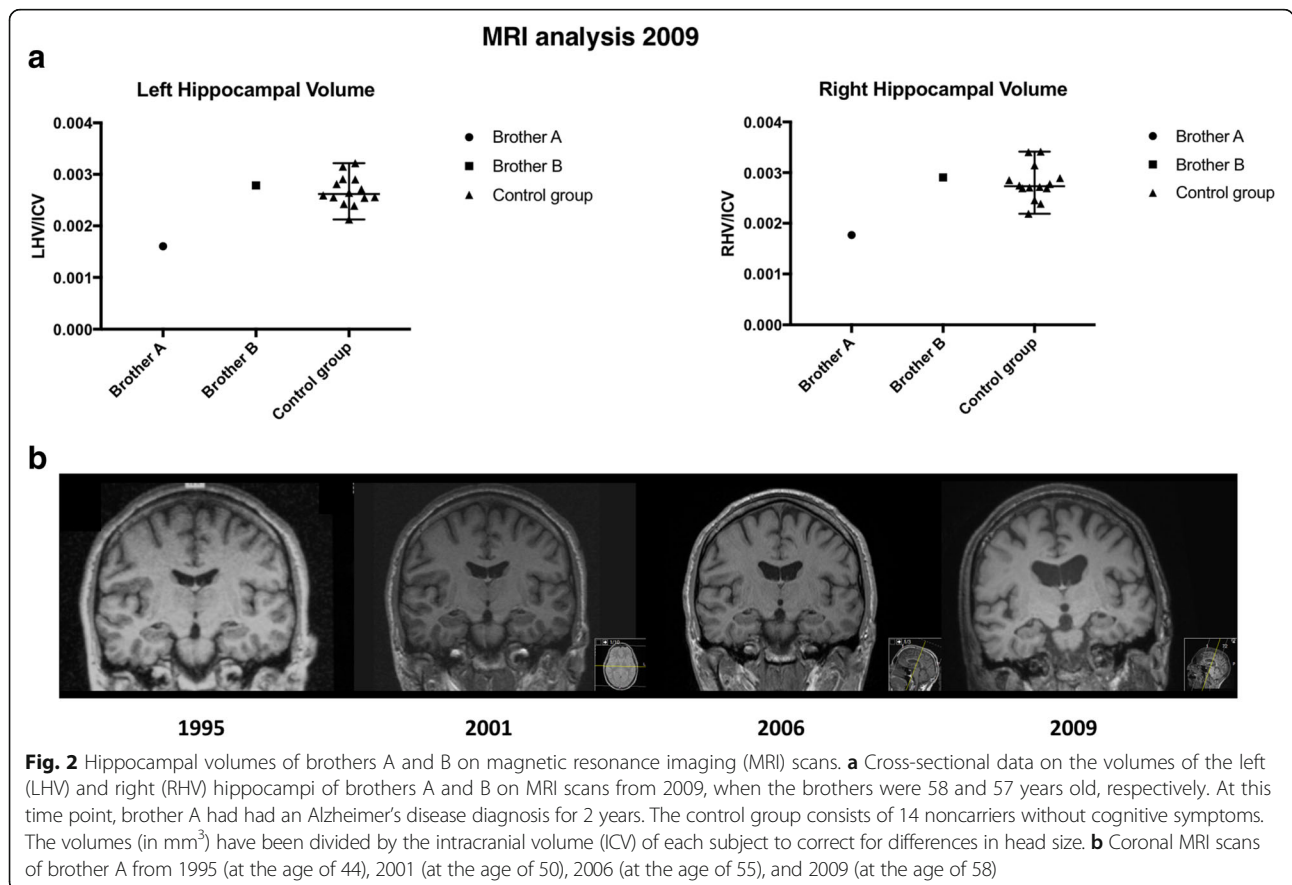 MRI analysis 2009
a
Left Hippocampal Volume
LHV/ICV
0.004
0.003
0.002
0.001
0.000
Brother A
Brother B
Control group
Brother A
Brother B
Control group
Right Hippocampal Volume
RHV/ICV
0.004
0.003
0.002
0.001
0.000
Brother A
Brother B
Control group
Brother A
Brother B
Control group
b
1995
2001
2006
2009
Fig. 2 Hippocampal volumes of brothers A and B on magnetic resonance imaging (MRI) scans. a Cross-sectional data on the volumes of the left
(LHV) and right (RHV) hippocampi of brothers A and B on MRI scans from 2009, when the brothers were 58 and 57 years old, respectively. At this
time point, brother A had had an Alzheimer's disease diagnosis for 2 years. The control group consists of 14 noncarriers without cognitive symptoms.
The volumes (in mm³) have been divided by the intracranial volume (ICV) of each subject to correct for differences in head size. b Coronal MRI scans
of brother A from 1995 (at the age of 44), 2001 (at the age of 50), 2006 (at the age of 55), and 2009 (at the age of 58)